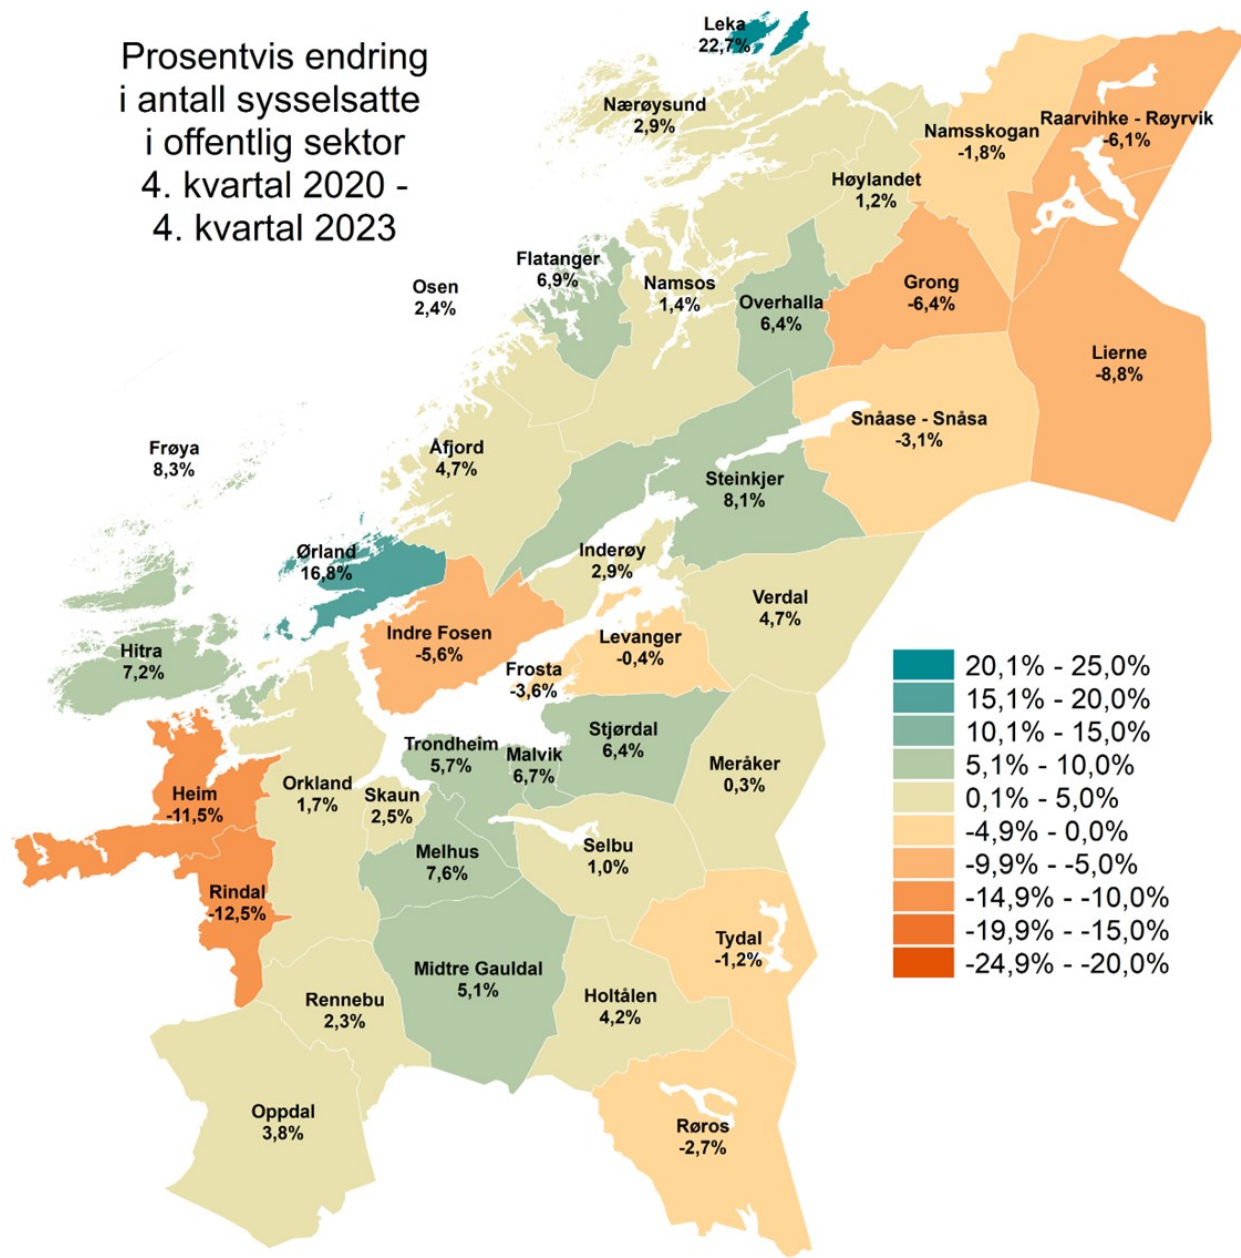 Prosentvis endring
i antall sysselsatte
i offentlig sektor
4. kvartal 2020 -
4. kvartal 2023
Leka
22,7%
Nærøysund
2,9%
Namsskogan
-1,8%
Raarvihke - Røyrvik
-6,1%
Høylandet
1,2%
Flatanger
6,9%
Osen
2,4%
Namsos
1,4%
Overhalla
6,4%
Grong
-6,4%
Lierne
-8,8%
Snåase - Snåsa
-3,1%
Frøya
8,3%
Åfjord
4,7%
Steinkjer
8,1%
Ørland
16,8%
Inderøy
2,9%
Verdal
4,7%
Hitra
7,2%
Indre Fosen
-5,6%
Levanger
-0,4%
Frosta
-3,6%
Stjørdal
6,4%
Trondheim
5,7%
Malvik
6,7%
Meråker
0,3%
Heim
-11,5%
Orkland
1,7%
Skaun
2,5%
Melhus
7,6%
Selbu
1,0%
Rindal
-12,5%
Tydal
-1,2%
Midtre Gauldal
5,1%
Rennebu
2,3%
Holtålen
4,2%
Oppdal
3,8%
Røros
-2,7%
20,1% - 25,0%
15,1% - 20,0%
10,1% - 15,0%
5,1% - 10,0%
0,1% - 5,0%
-4,9% - 0,0%
-9,9% - -5,0%
-14,9% - -10,0%
-19,9% - -15,0%
-24,9% - -20,0%